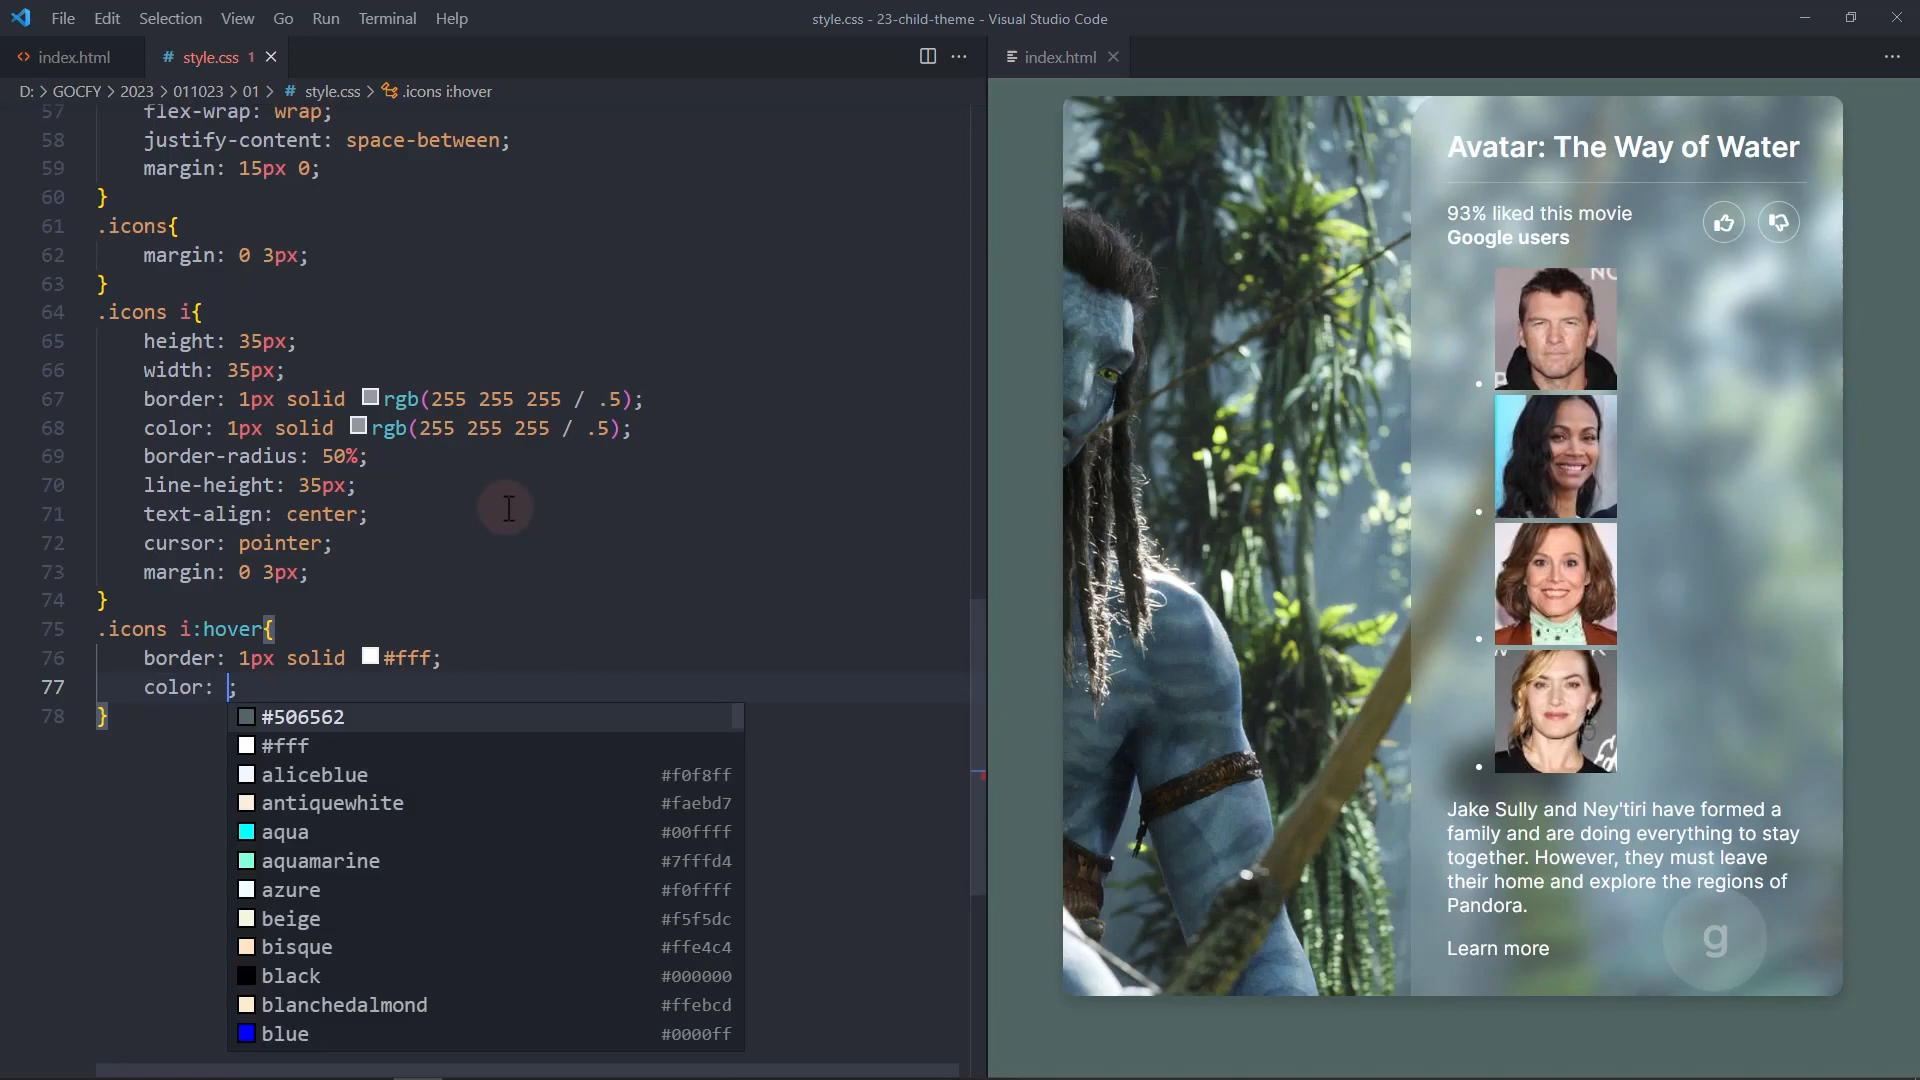 File Edit Selection View Go Run Terminal Help
style.css - 23-child-theme - Visual Studio Code
index.html
# style.css 1
index.html
D: > GOCFY > 2023 > 011023 > 01 > # style.css > .icons i:hover
57 flex-wrap: wrap;
58 justify-content: space-between;
59 margin: 15px 0;
60 }
61 .icons{
62 margin: 0 3px;
63 }
64 .icons i{
65 height: 35px;
66 width: 35px;
67 border: 1px solid rgb(255 255 255 / .5);
68 color: 1px solid rgb(255 255 255 / .5);
69 border-radius: 50%;
70 line-height: 35px;
71 text-align: center;
72 cursor: pointer;
73 margin: 0 3px;
74 }
75 .icons i:hover{
76 border: 1px solid #fff;
77 color: ;
78 }
#506562
#fff
aliceblue #f0f8ff
antiquewhite #faebd7
aqua #00ffff
aquamarine #7fffd4
azure #f0ffff
beige #f5f5dc
bisque #ffe4c4
black #000000
blanchedalmond #ffebcd
blue #0000ff
Avatar: The Way of Water
93% liked this movie
Google users
Jake Sully and Ney'tiri have formed a
family and are doing everything to stay
together. However, they must leave
their home and explore the regions of
Pandora.
Learn more
g